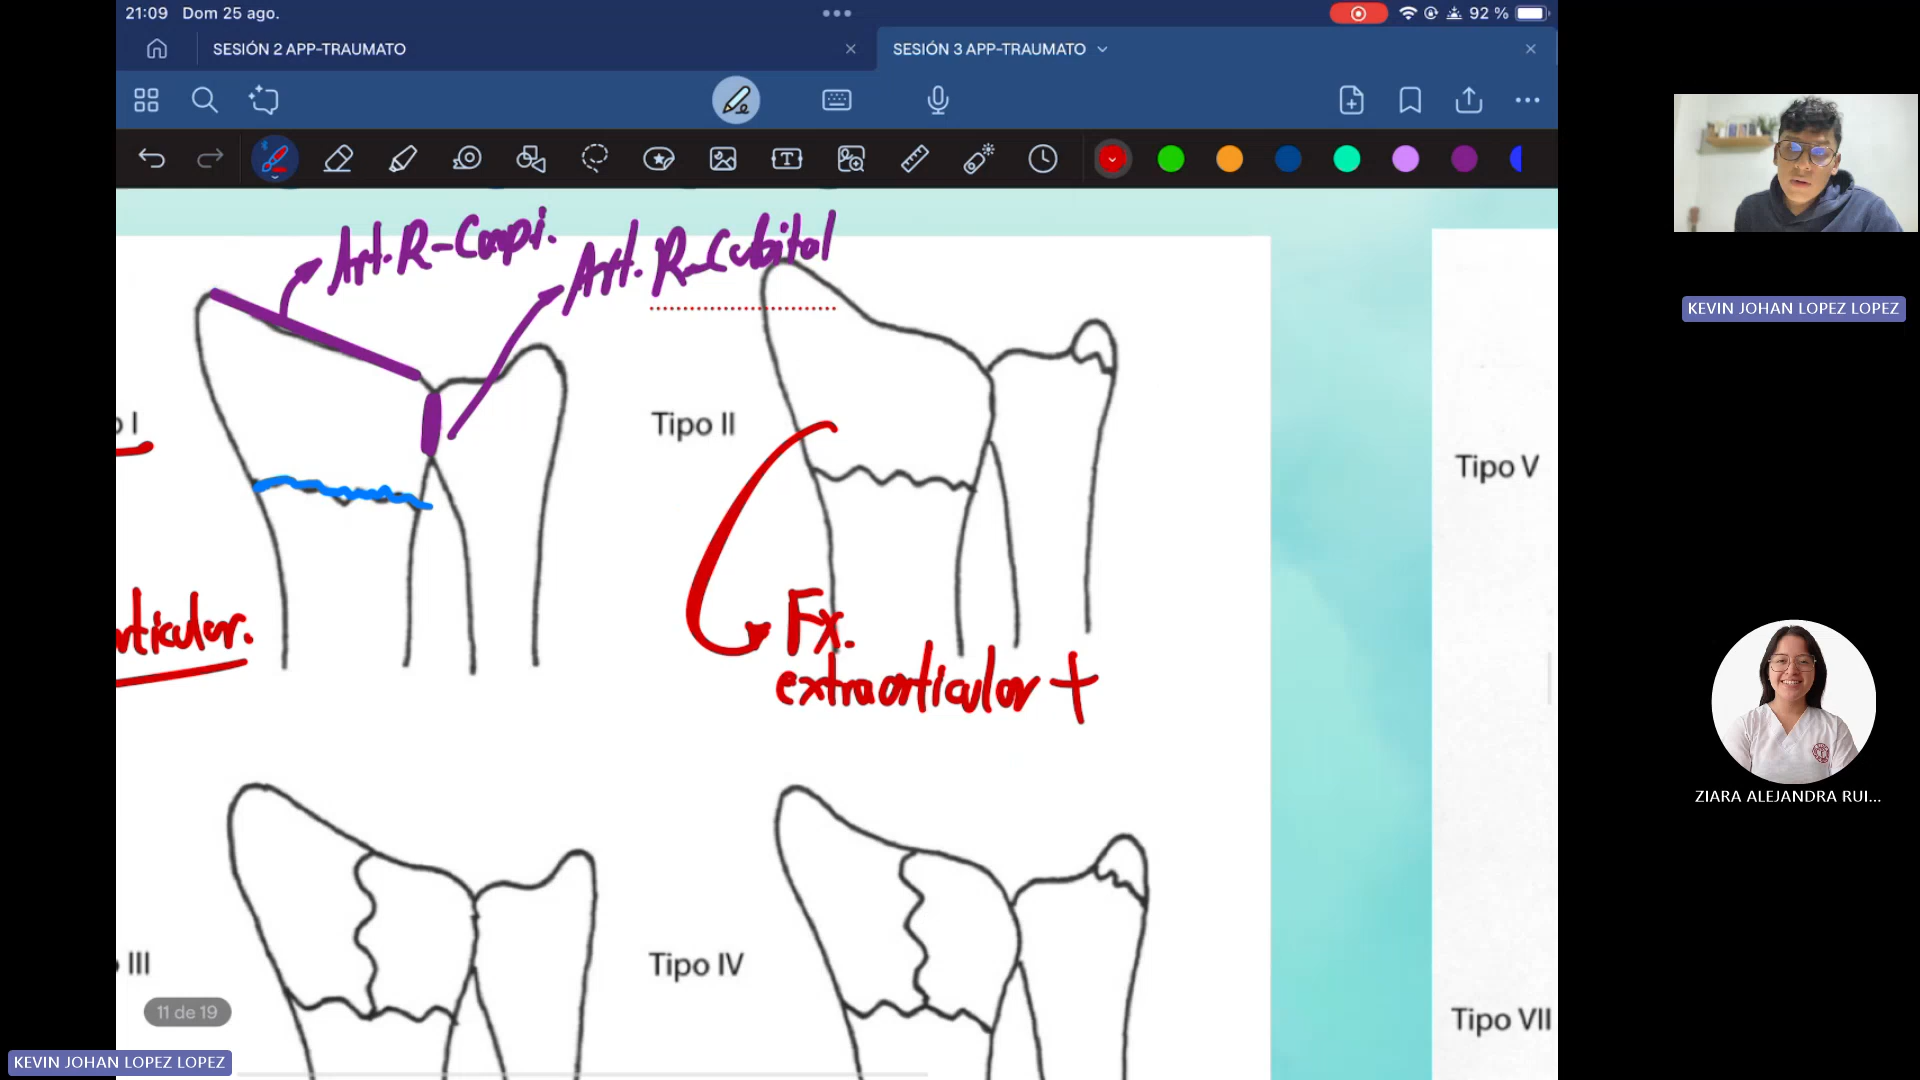 21:09 Dom 25 ago.
92 %
SESIÓN 2 APP-TRAUMATO
SESIÓN 3 APP-TRAUMATO
Art. R-Carpi.
Art. R-Cubital
o I
Tipo II
Tipo V
rticular.
Fx.
extraarticular +
III
Tipo IV
Tipo VII
11 de 19
KEVIN JOHAN LOPEZ LOPEZ
KEVIN JOHAN LOPEZ LOPEZ
ZIARA ALEJANDRA RUI...